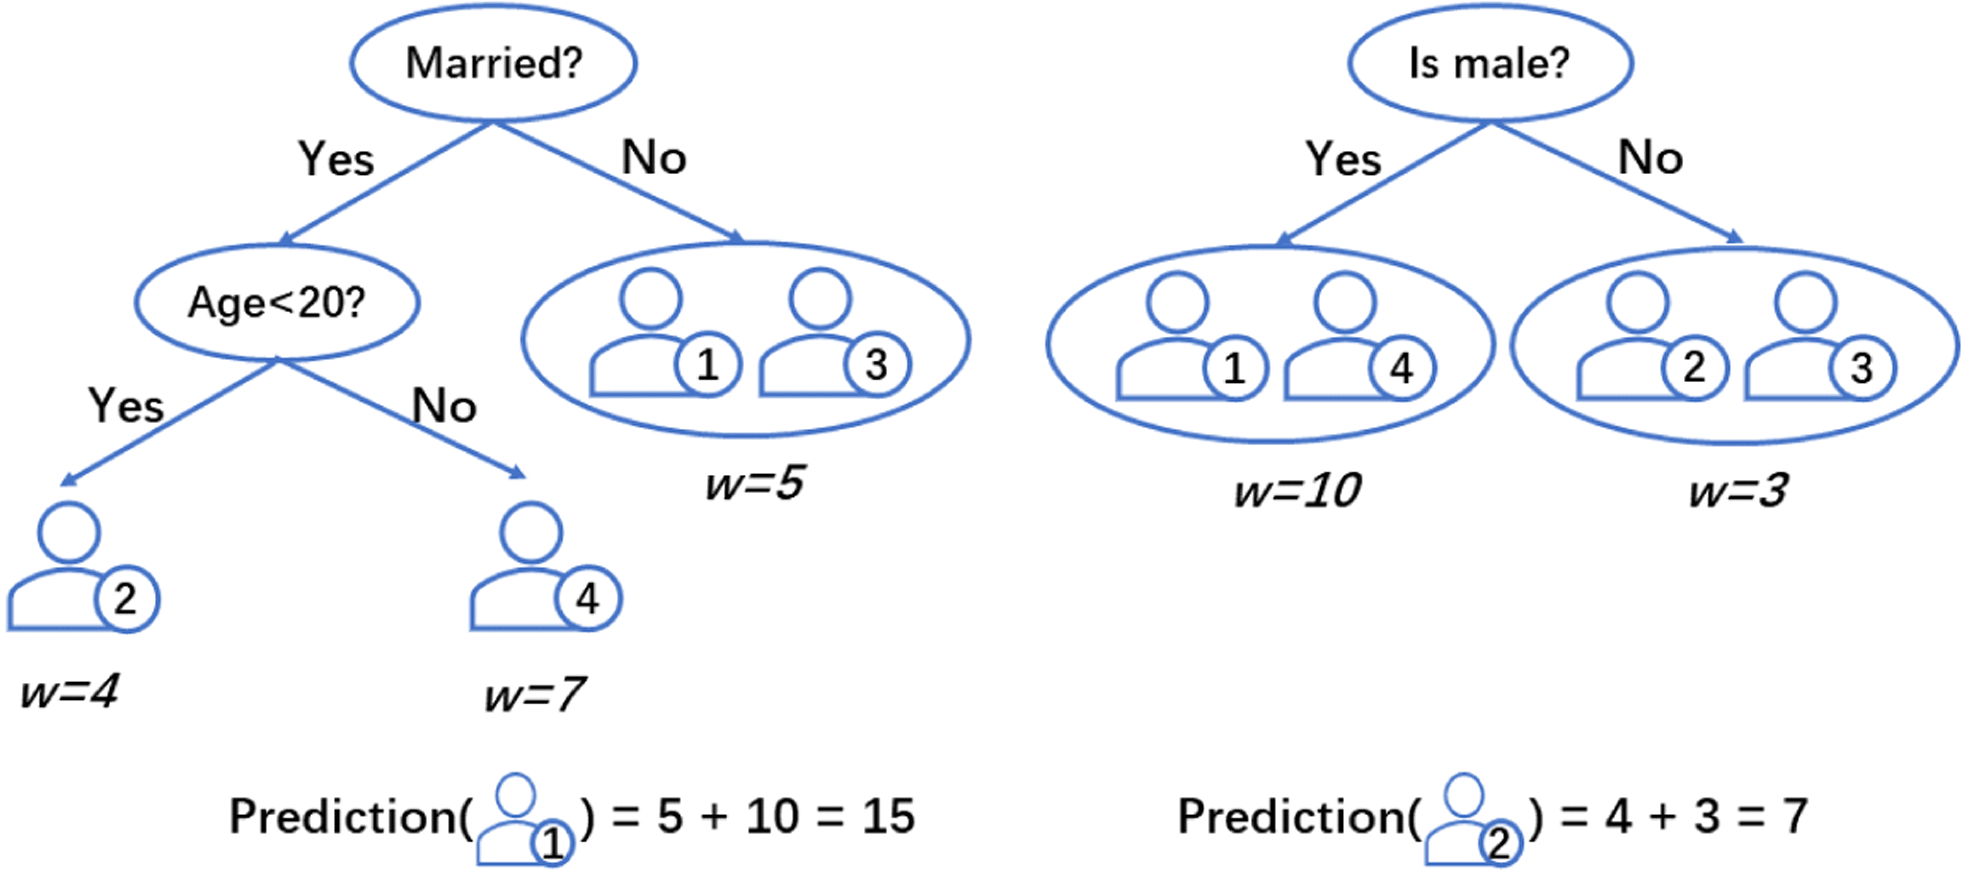 Married?
Is male?
Yes
No
Yes
No
Age<20?
1
3
1
4
2
3
Yes
No
w=5
w=10
w=3
2
4
w=4
w=7
Prediction(1) = 5 + 10 = 15
Prediction(2) = 4 + 3 = 7